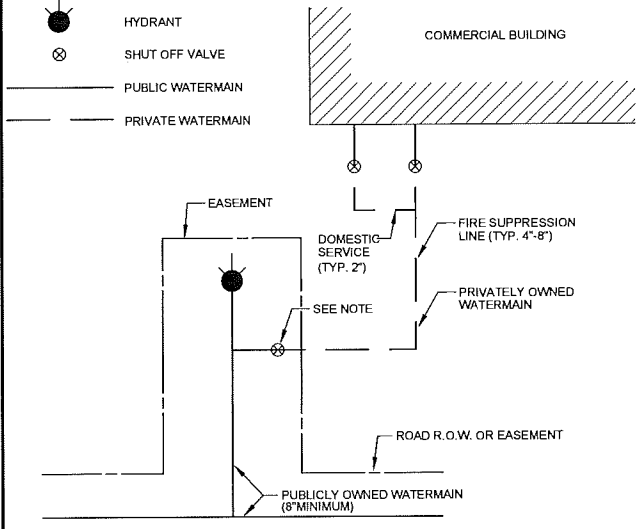 HYDRANT
COMMERCIAL BUILDING
SHUT OFF VALVE
PUBLIC WATERMAIN
PRIVATE WATERMAIN
EASEMENT
DOMESTIC
SERVICE
(TYP. 2")
FIRE SUPPRESSION
LINE (TYP. 4"-8")
SEE NOTE
PRIVATELY OWNED
WATERMAIN
ROAD R.O.W. OR EASEMENT
PUBLICLY OWNED WATERMAIN
(8"MINIMUM)